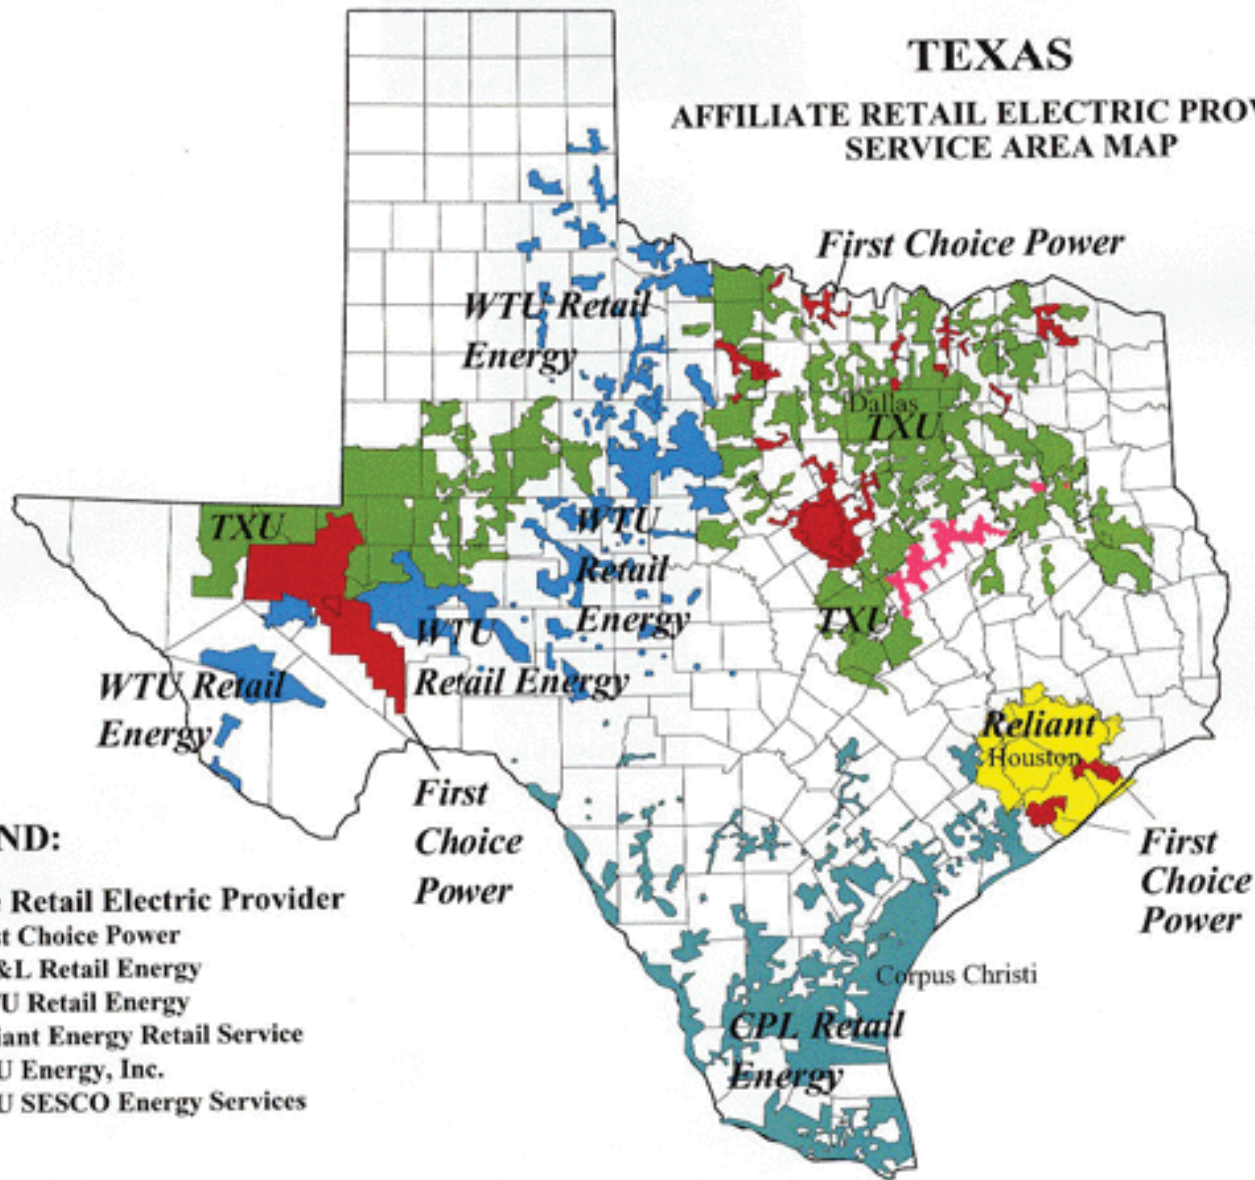 TEXAS
AFFILIATE RETAIL ELECTRIC PROV
SERVICE AREA MAP
First Choice Power
WTU Retail
Energy
Dallas
TXU
TXU
WTU
Retail
Energy
TXU
WTU
Retail Energy
WTU Retail
Energy
Reliant
Houston
First
Choice
Power
First
Choice
Power
Corpus Christi
CPL Retail
Energy
ND:
e Retail Electric Provider
st Choice Power
&L Retail Energy
U Retail Energy
iant Energy Retail Service
U Energy, Inc.
U SESCO Energy Services